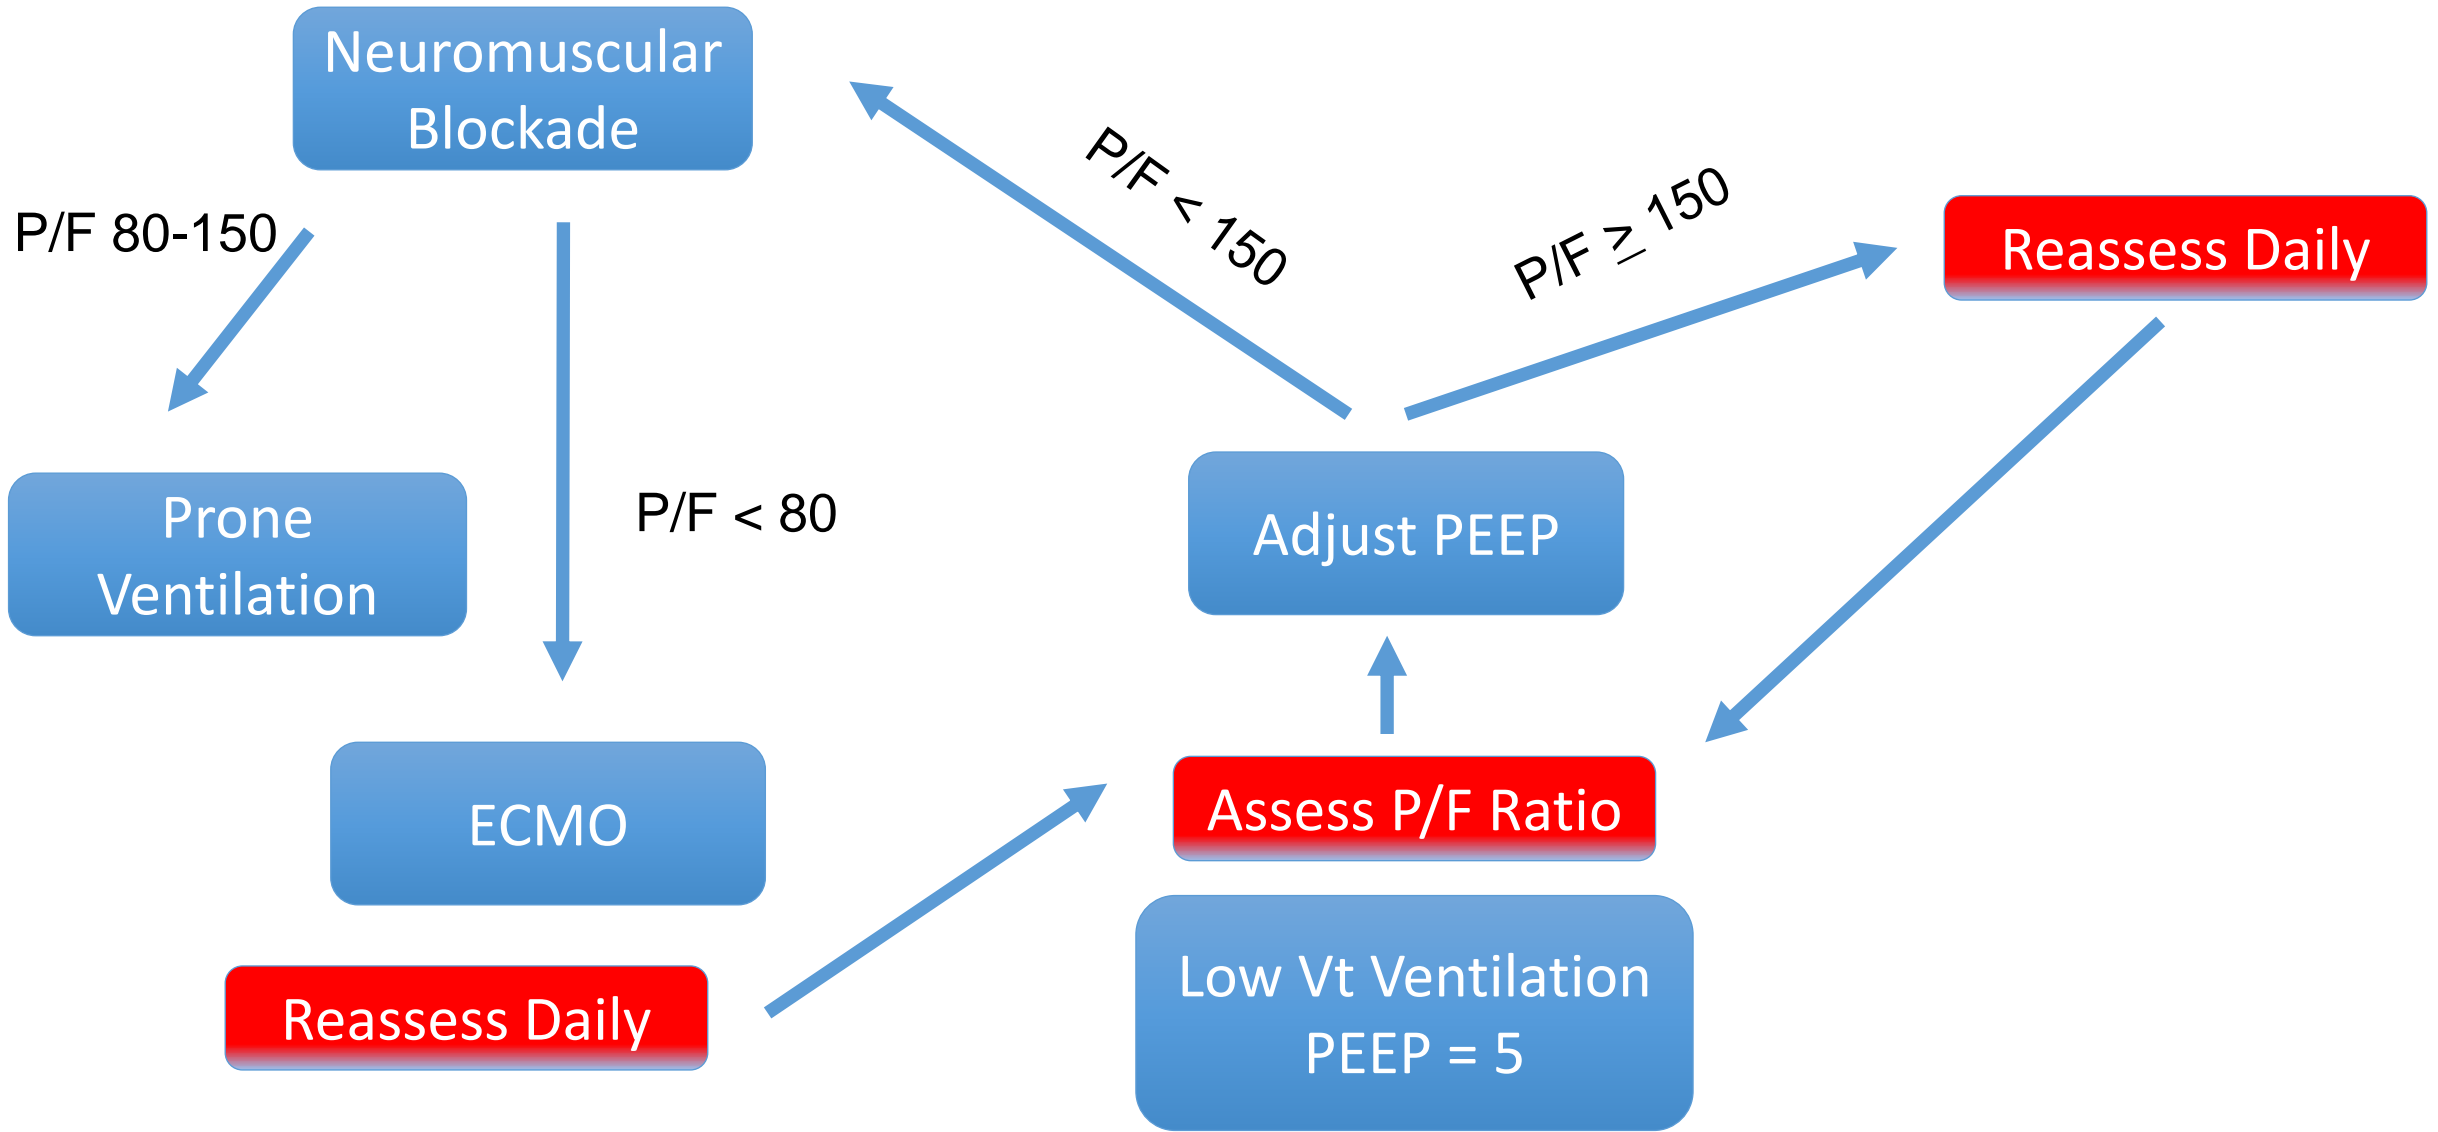 Neuromuscular
Blockade
P/F < 150
P/F ≥ 150
P/F 80-150
Reassess Daily
Prone
Ventilation
P/F < 80
Adjust PEEP
ECMO
Assess P/F Ratio
Reassess Daily
Low Vt Ventilation
PEEP = 5